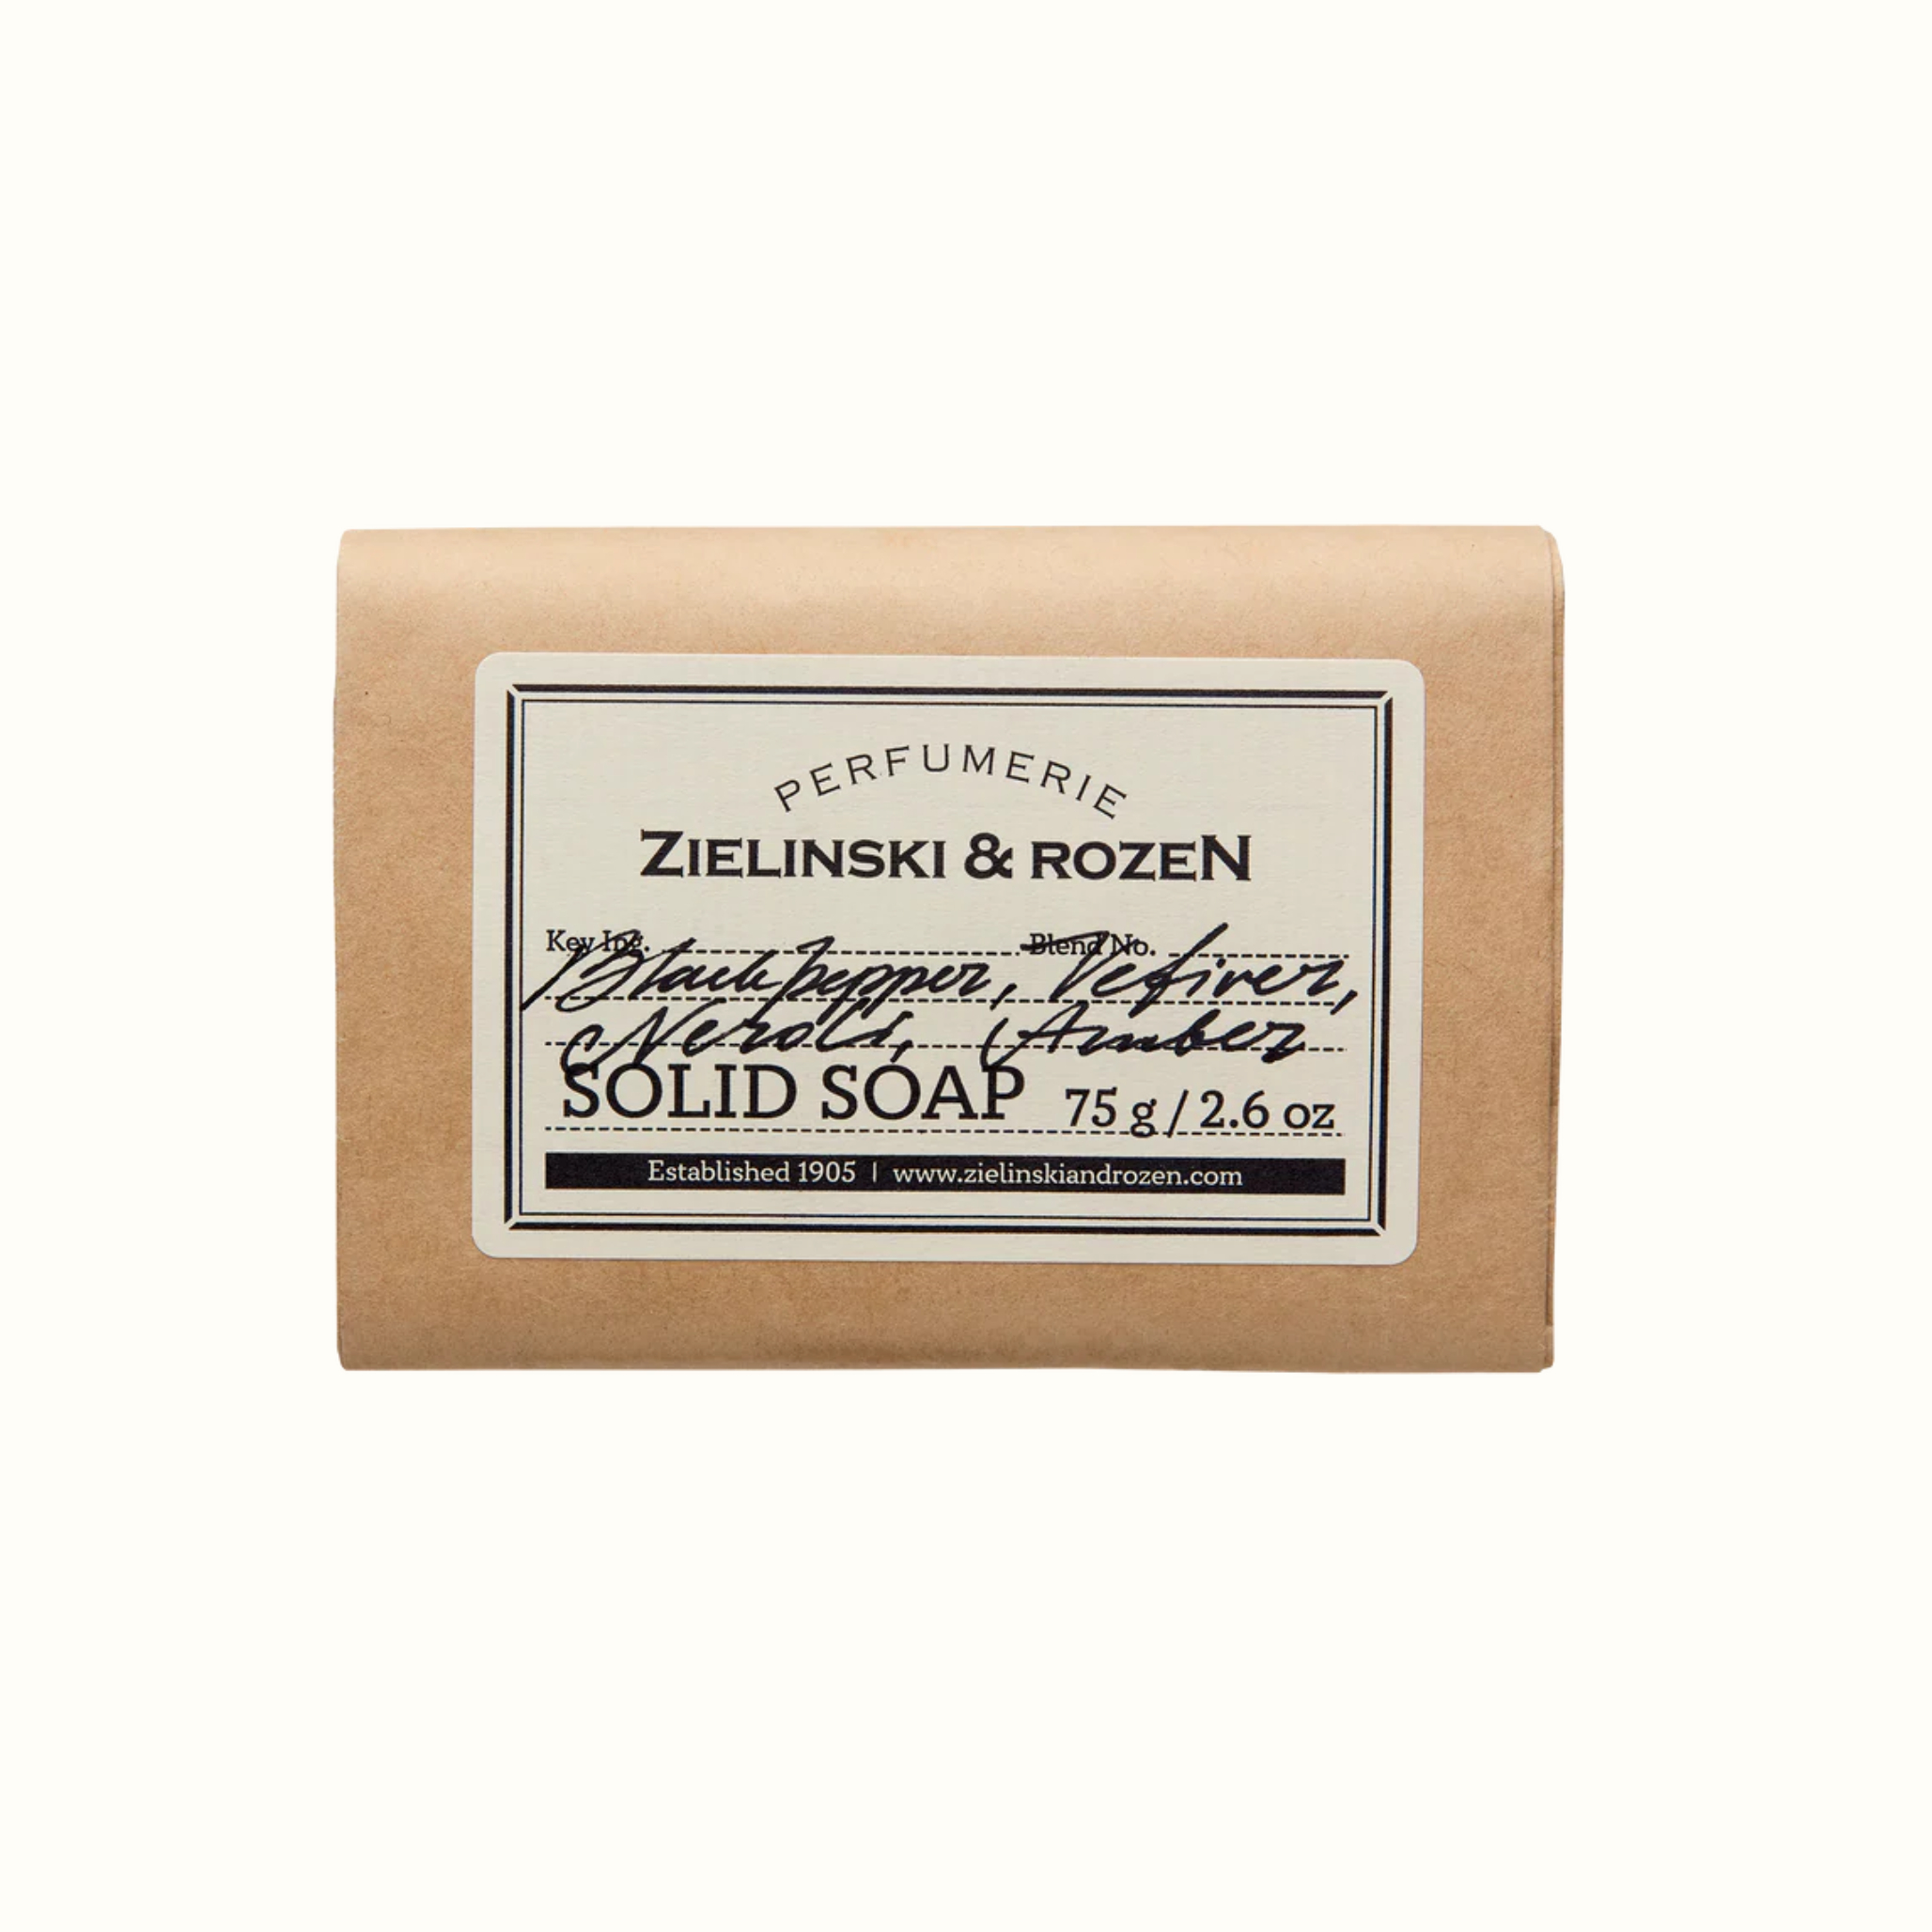 PERFUMERIE
ZIELINSKI & ROZEN
Key Ing. Blend No.
Black pepper, Vetiver,
Neroli, Amber
SOLID SOAP 75 g / 2.6 oz
Established 1905 | www.zielinskiandrozen.com